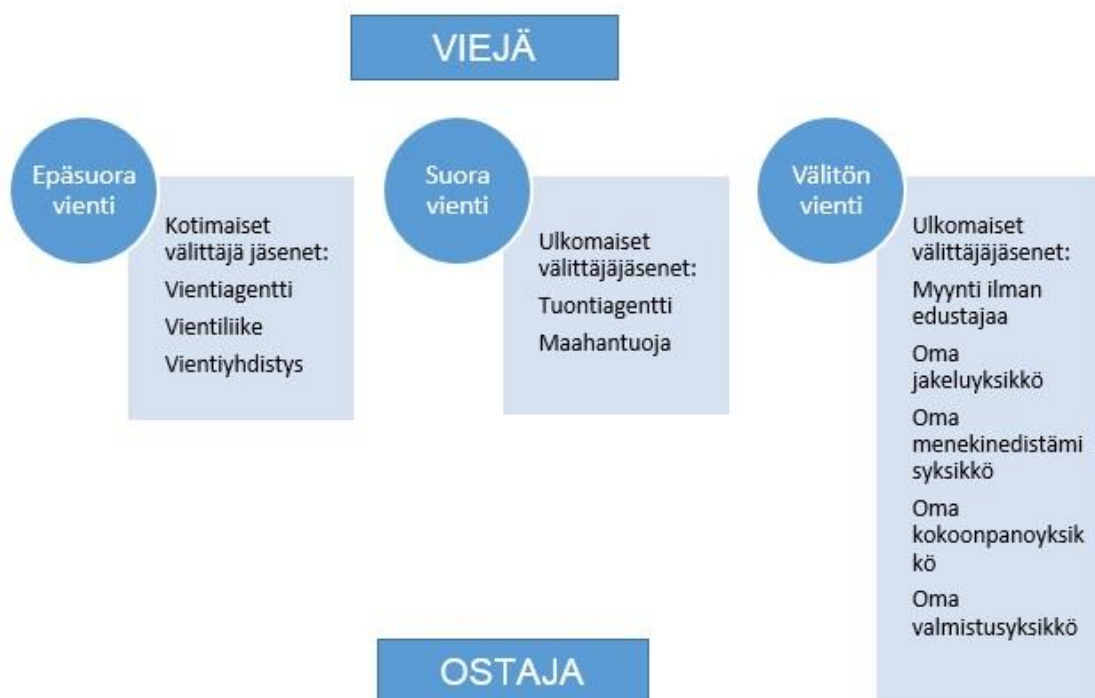 VIEJÄ
Epäsuora
vienti
Kotimaiset
välittäjä jäsenet:
Vientiagentti
Vientiliike
Vientiyhdistys
Suora
vienti
Ulkomaiset
välittäjäjäsenet:
Tuontiagentti
Maahantuoja
Välitön
vienti
Ulkomaiset
välittäjäjäsenet:
Myynti ilman
edustajaa
Oma
jakeluyksikkö
Oma
menekinedistämi
syksikkö
Oma
kokoonpanoyksik
kö
Oma
valmistusyksikkö
OSTAJA